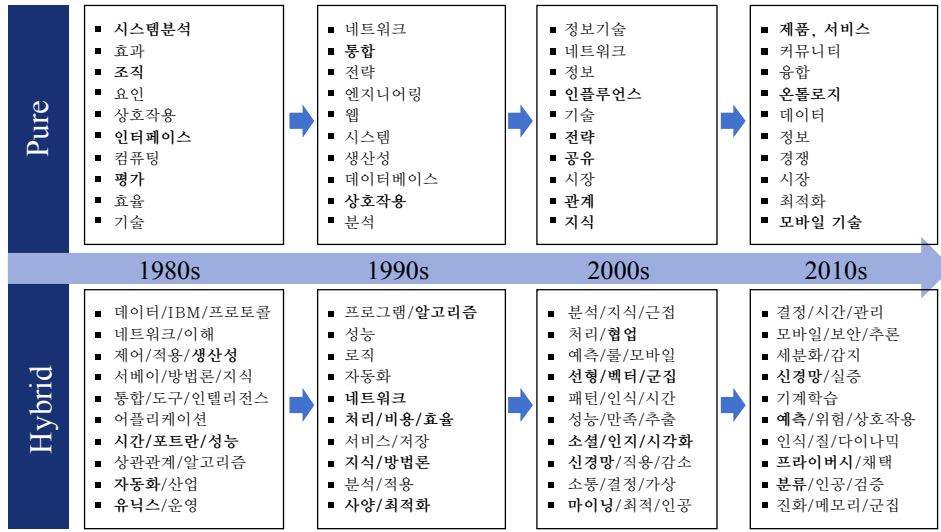 Pure
시스템분석
효과
조직
요인
상호작용
인터페이스
컴퓨팅
평가
효율
기술
네트워크
통합
전략
엔지니어링
웹
시스템
생산성
데이터베이스
상호작용
분석
정보기술
네트워크
정보
인플루언스
기술
전략
공유
시장
관계
지식
제품, 서비스
커뮤니티
융합
온톨로지
데이터
정보
경쟁
시장
최적화
모바일 기술
1980s
1990s
2000s
2010s
Hybrid
데이터/IBM/프로토콜
네트워크/이해
제어/적용/생산성
서베이/방법론/지식
통합/도구/인텔리전스
어플리케이션
시간/포트란/성능
상관관계/알고리즘
자동화/산업
유닉스/운영
프로그램/알고리즘
성능
로직
자동화
네트워크
처리/비용/효율
서비스/저장
지식/방법론
분석/적용
사양/최적화
분석/지식/근접
처리/협업
예측/룰/모바일
선형/벡터/군집
패턴/인식/시간
성능/만족/추출
소셜/인지/시각화
신경망/직용/감소
소통/결정/가상
마이닝/최적/인공
결정/시간/관리
모바일/보안/추론
세분화/감지
신경망/실증
기계학습
예측/위험/상호작용
인식/질/다이나믹
프라이버시/채택
분류/인공/검증
진화/메모리/군집